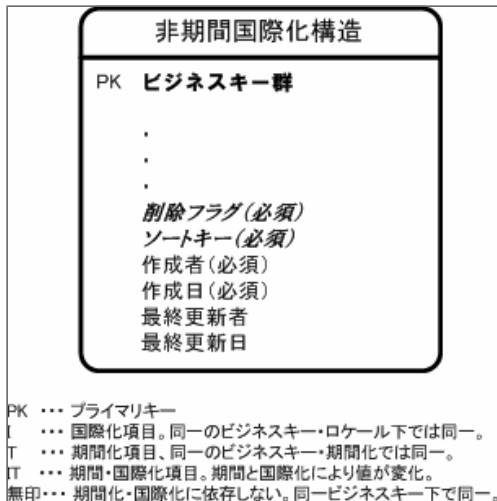 非期間国際化構造
PK ビジネスキー群
.
.
.
削除フラグ(必須)
ソートキー(必須)
作成者(必須)
作成日(必須)
最終更新者
最終更新日
PK ・・・ プライマリキー
I ・・・ 国際化項目。同一のビジネスキー・ロケール下では同一。
T ・・・ 期間化項目、同一のビジネスキー・期間化では同一。
IT ・・・ 期間・国際化項目。期間と国際化により値が変化。
無印・・・ 期間化・国際化に依存しない。同一ビジネスキー下で同一。